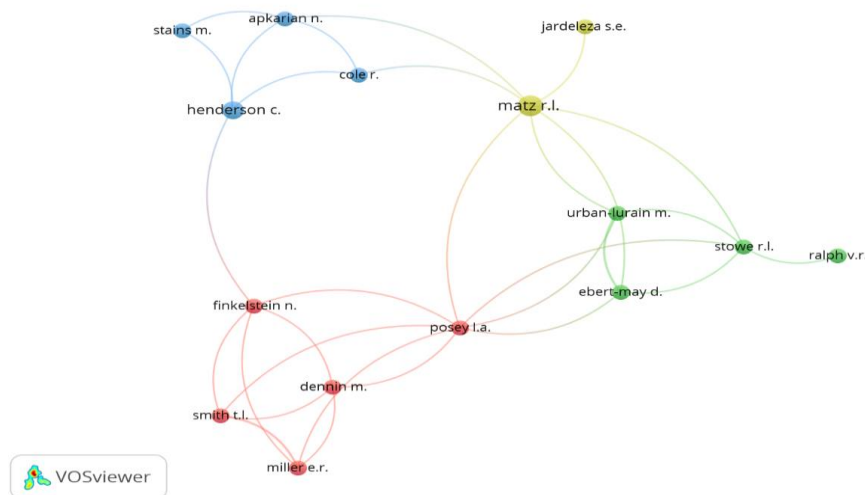 apkarian n.
stains m.
jardeleza s.e.
cole r.
henderson c.
matz r.l.
urban-lurain m.
stowe r.l.
ralph v.r.
ebert-may d.
finkelstein n.
posey l.a.
dennin m.
smith t.l.
miller e.r.
VOSviewer